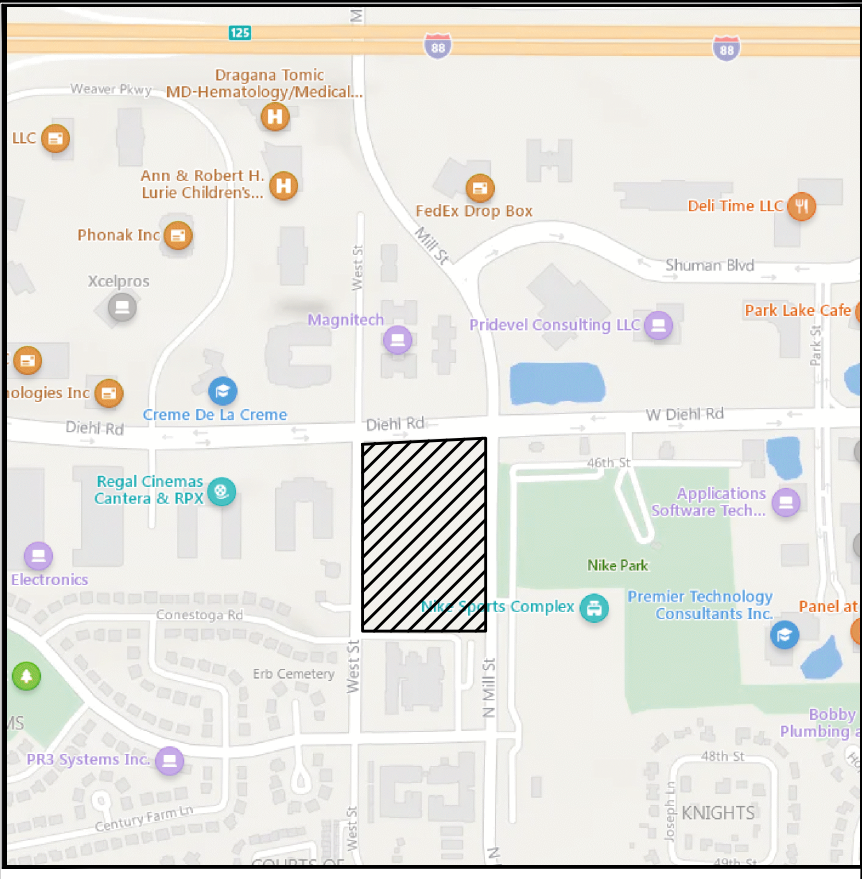 M
125
88
88
Weaver Pkwy
Dragana Tomic
MD-Hematology/Medical...
LLC
Ann & Robert H.
Lurie Children's...
FedEx Drop Box
Deli Time LLC
Phonak Inc
Mill St
West St
Shuman Blvd
Xcelpros
Magnitech
Pridevel Consulting LLC
Park Lake Cafe
Park St
nologies Inc
Creme De La Creme
Diehl Rd
Diehl Rd
W Diehl Rd
46th St
Regal Cinemas
Cantera & RPX
Applications
Software Tech...
Electronics
Nike Park
Nike Sports Complex
Premier Technology
Consultants Inc.
Panel at
Conestoga Rd
Erb Cemetery
West St
N Mill St
MS
Bobby
Plumbing a
PR3 Systems Inc.
48th St
Ho
Joseph Ln
KNIGHTS
Century Farm Ln
West St
N
49th St
COURTS OF